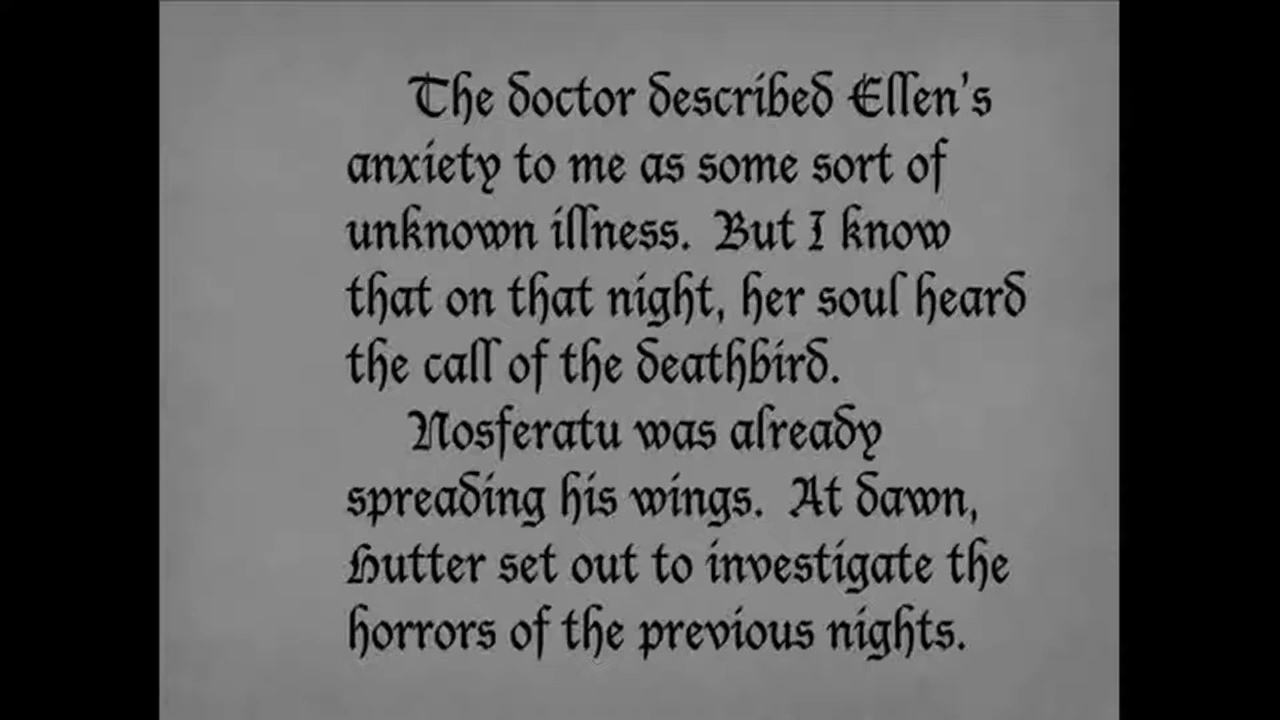 The doctor described Ellen's
anxiety to me as some sort of
unknown illness. But I know
that on that night, her soul heard
the call of the deathbird.
Nosferatu was already
spreading his wings. At dawn,
Hutter set out to investigate the
horrors of the previous nights.